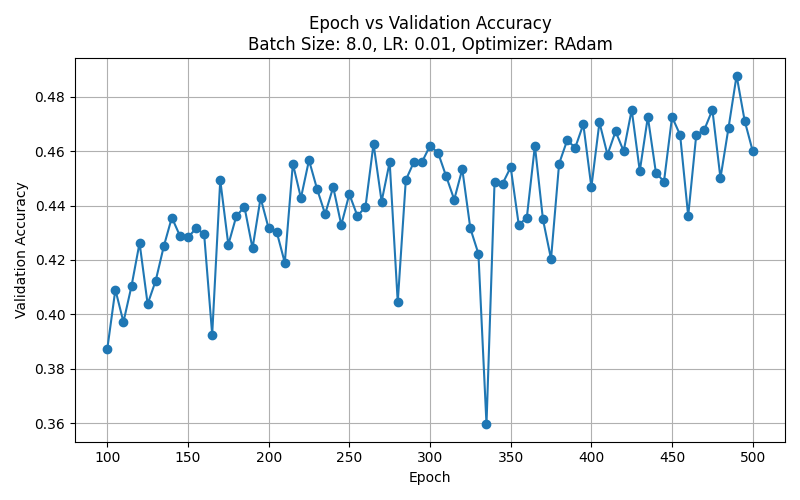 Epoch vs Validation Accuracy
Batch Size: 8.0, LR: 0.01, Optimizer: RAdam
Validation Accuracy
0.48
0.46
0.44
0.42
0.40
0.38
0.36
100 150 200 250 300 350 400 450 500
Epoch